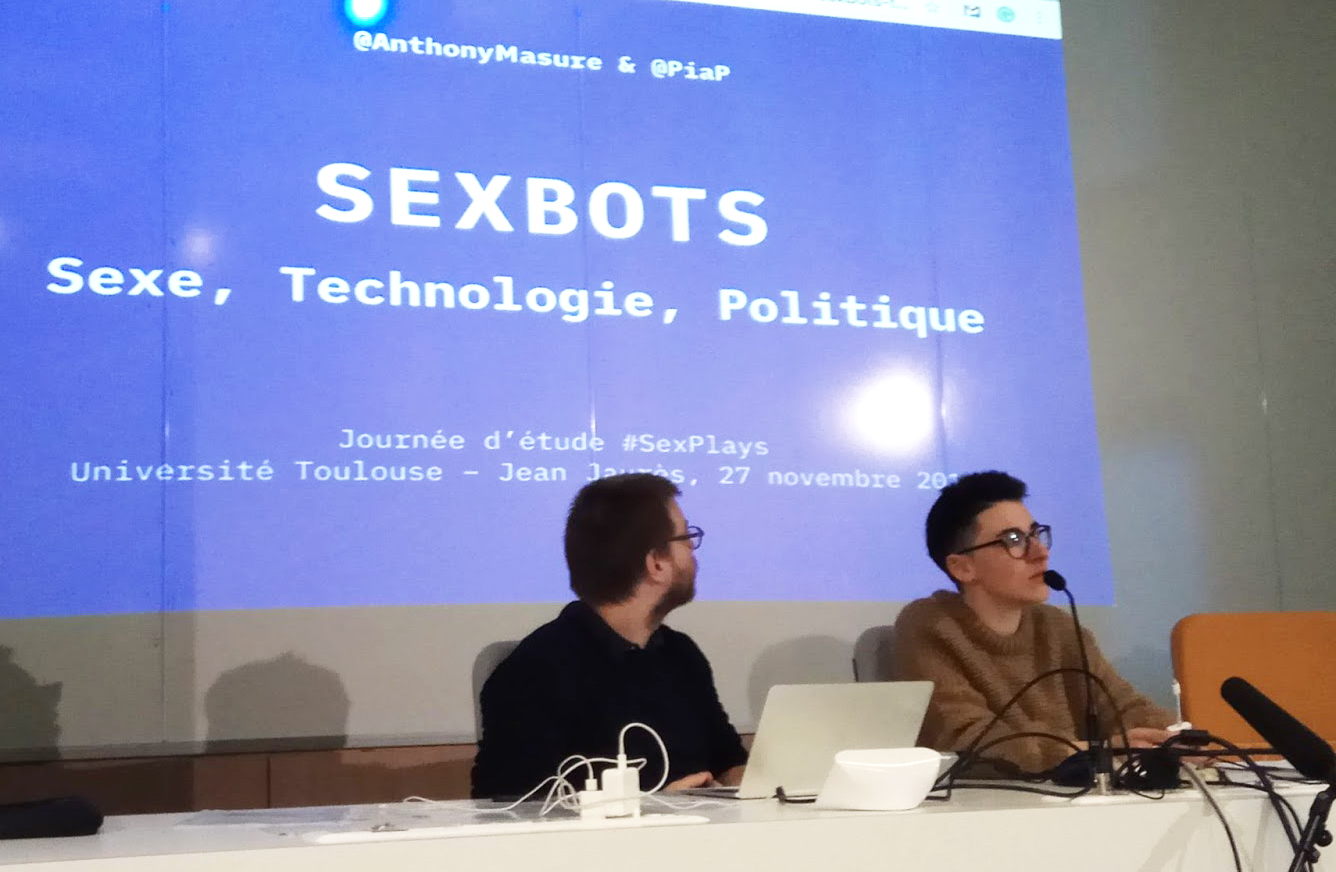 @AnthonyMasure & @PiaP
SEXBOTS
Sexe, Technologie, Politique
Journée d'étude #SexPlays
Université Toulouse – Jean Jaurès, 27 novembre